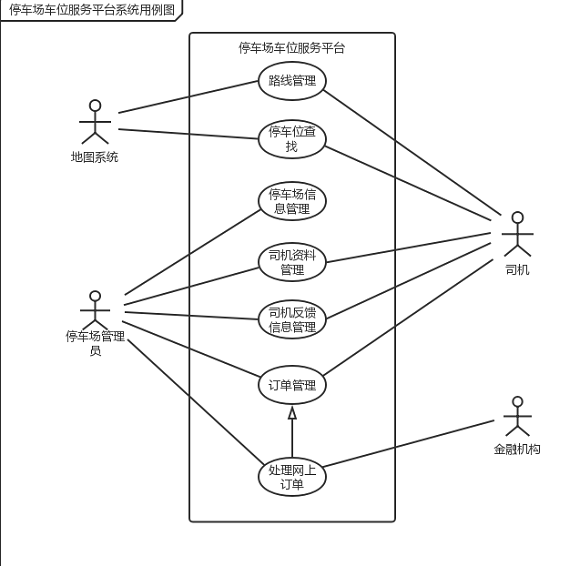 停车场车位服务平台系统用例图
停车场车位服务平台
路线管理
停车位查
找
地图系统
停车场信
息管理
司机资料
管理
司机
司机反馈
信息管理
停车场管理
员
订单管理
处理网上
订单
金融机构